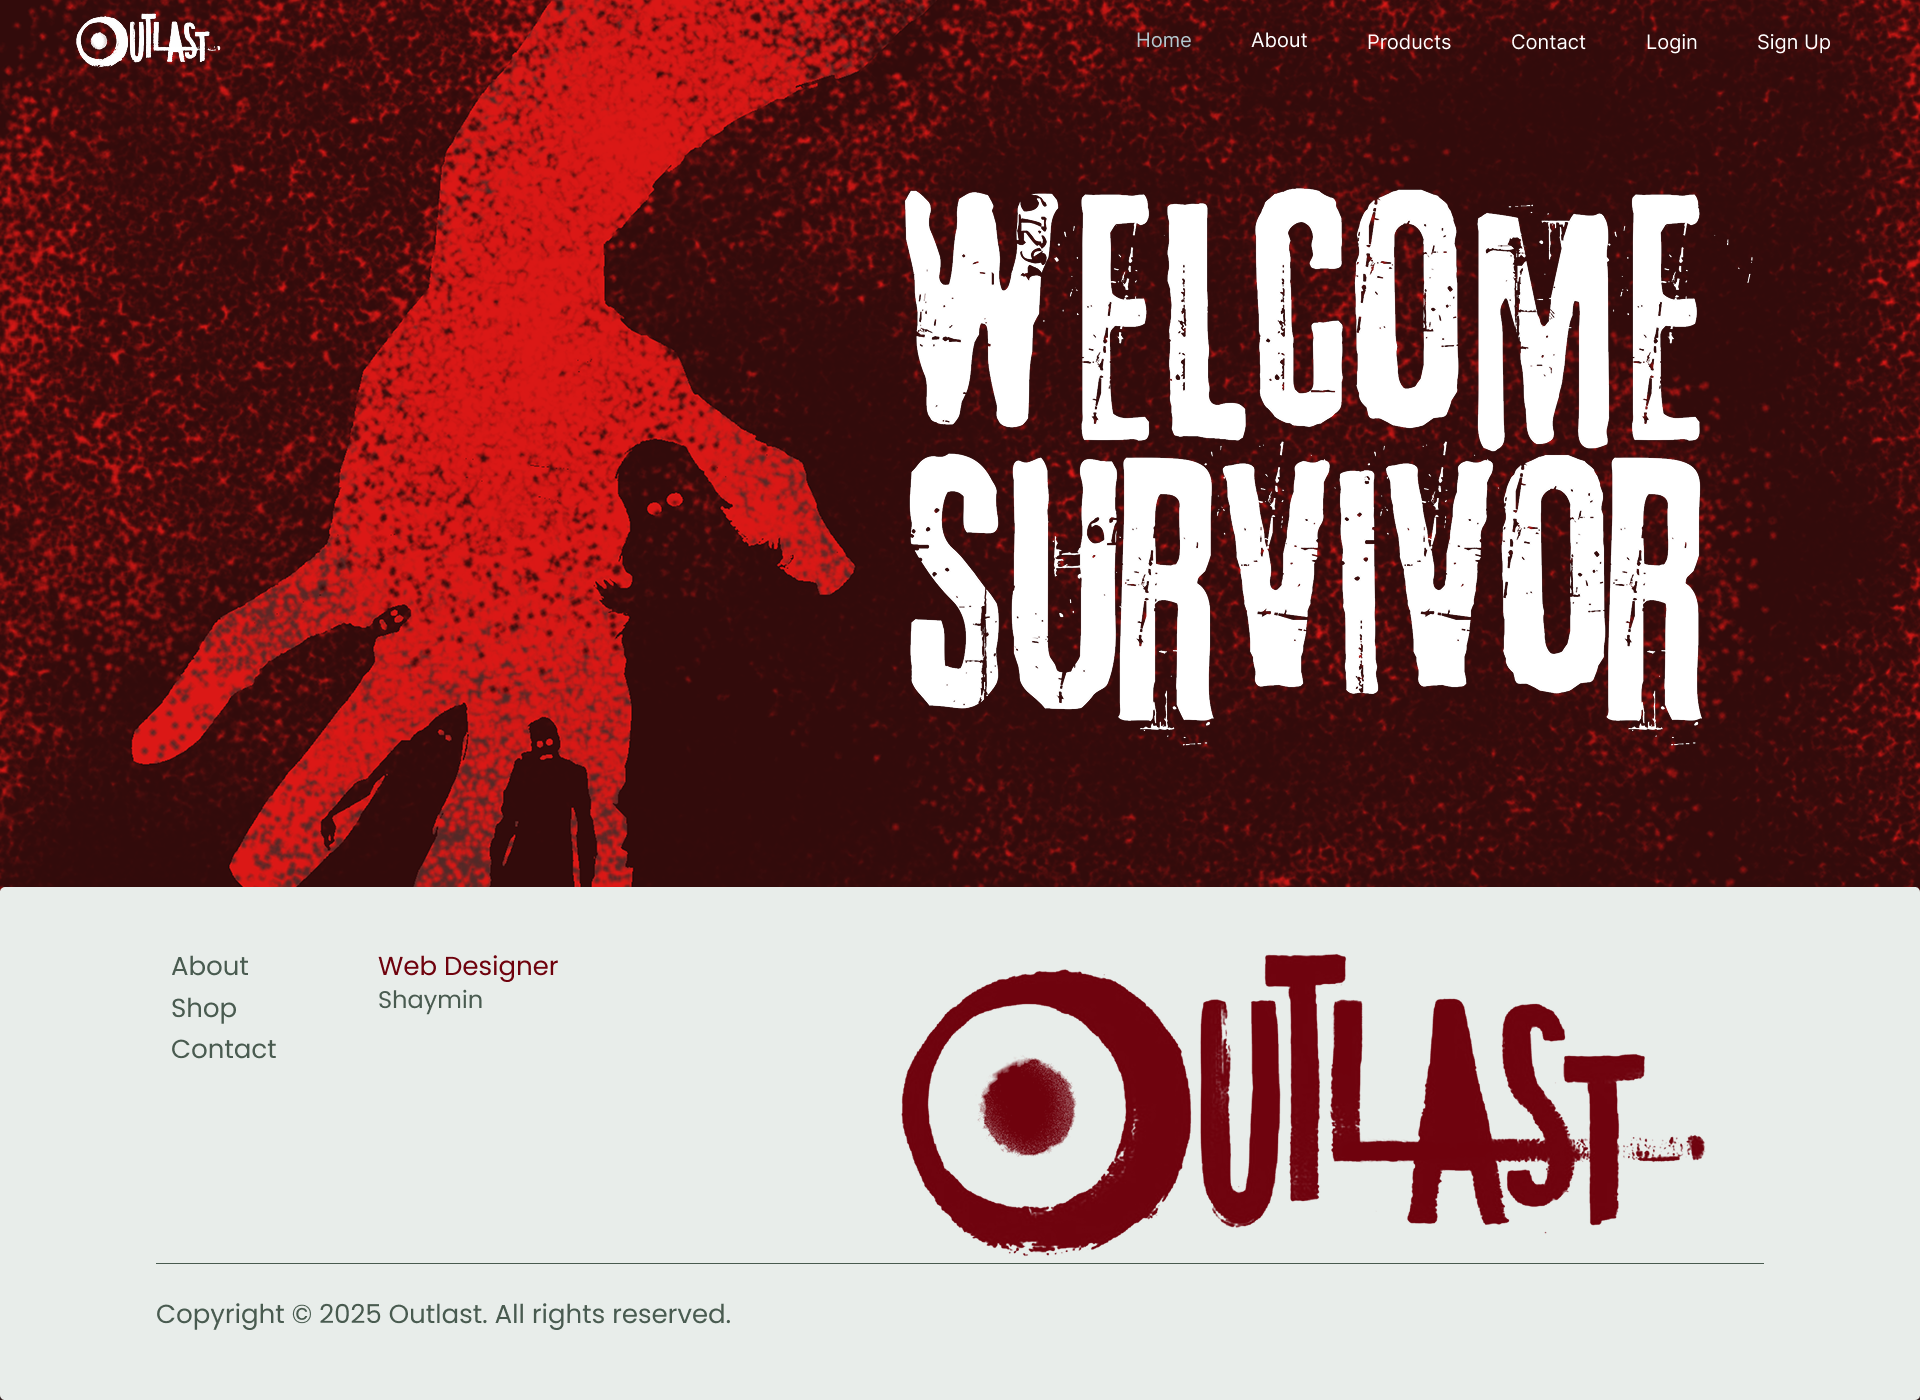 OUTLAST
Home About Products Contact Login Sign Up
WELCOME
SURVIVOR
About
Shop
Contact
Web Designer
Shaymin
OUTLAST
Copyright © 2025 Outlast. All rights reserved.